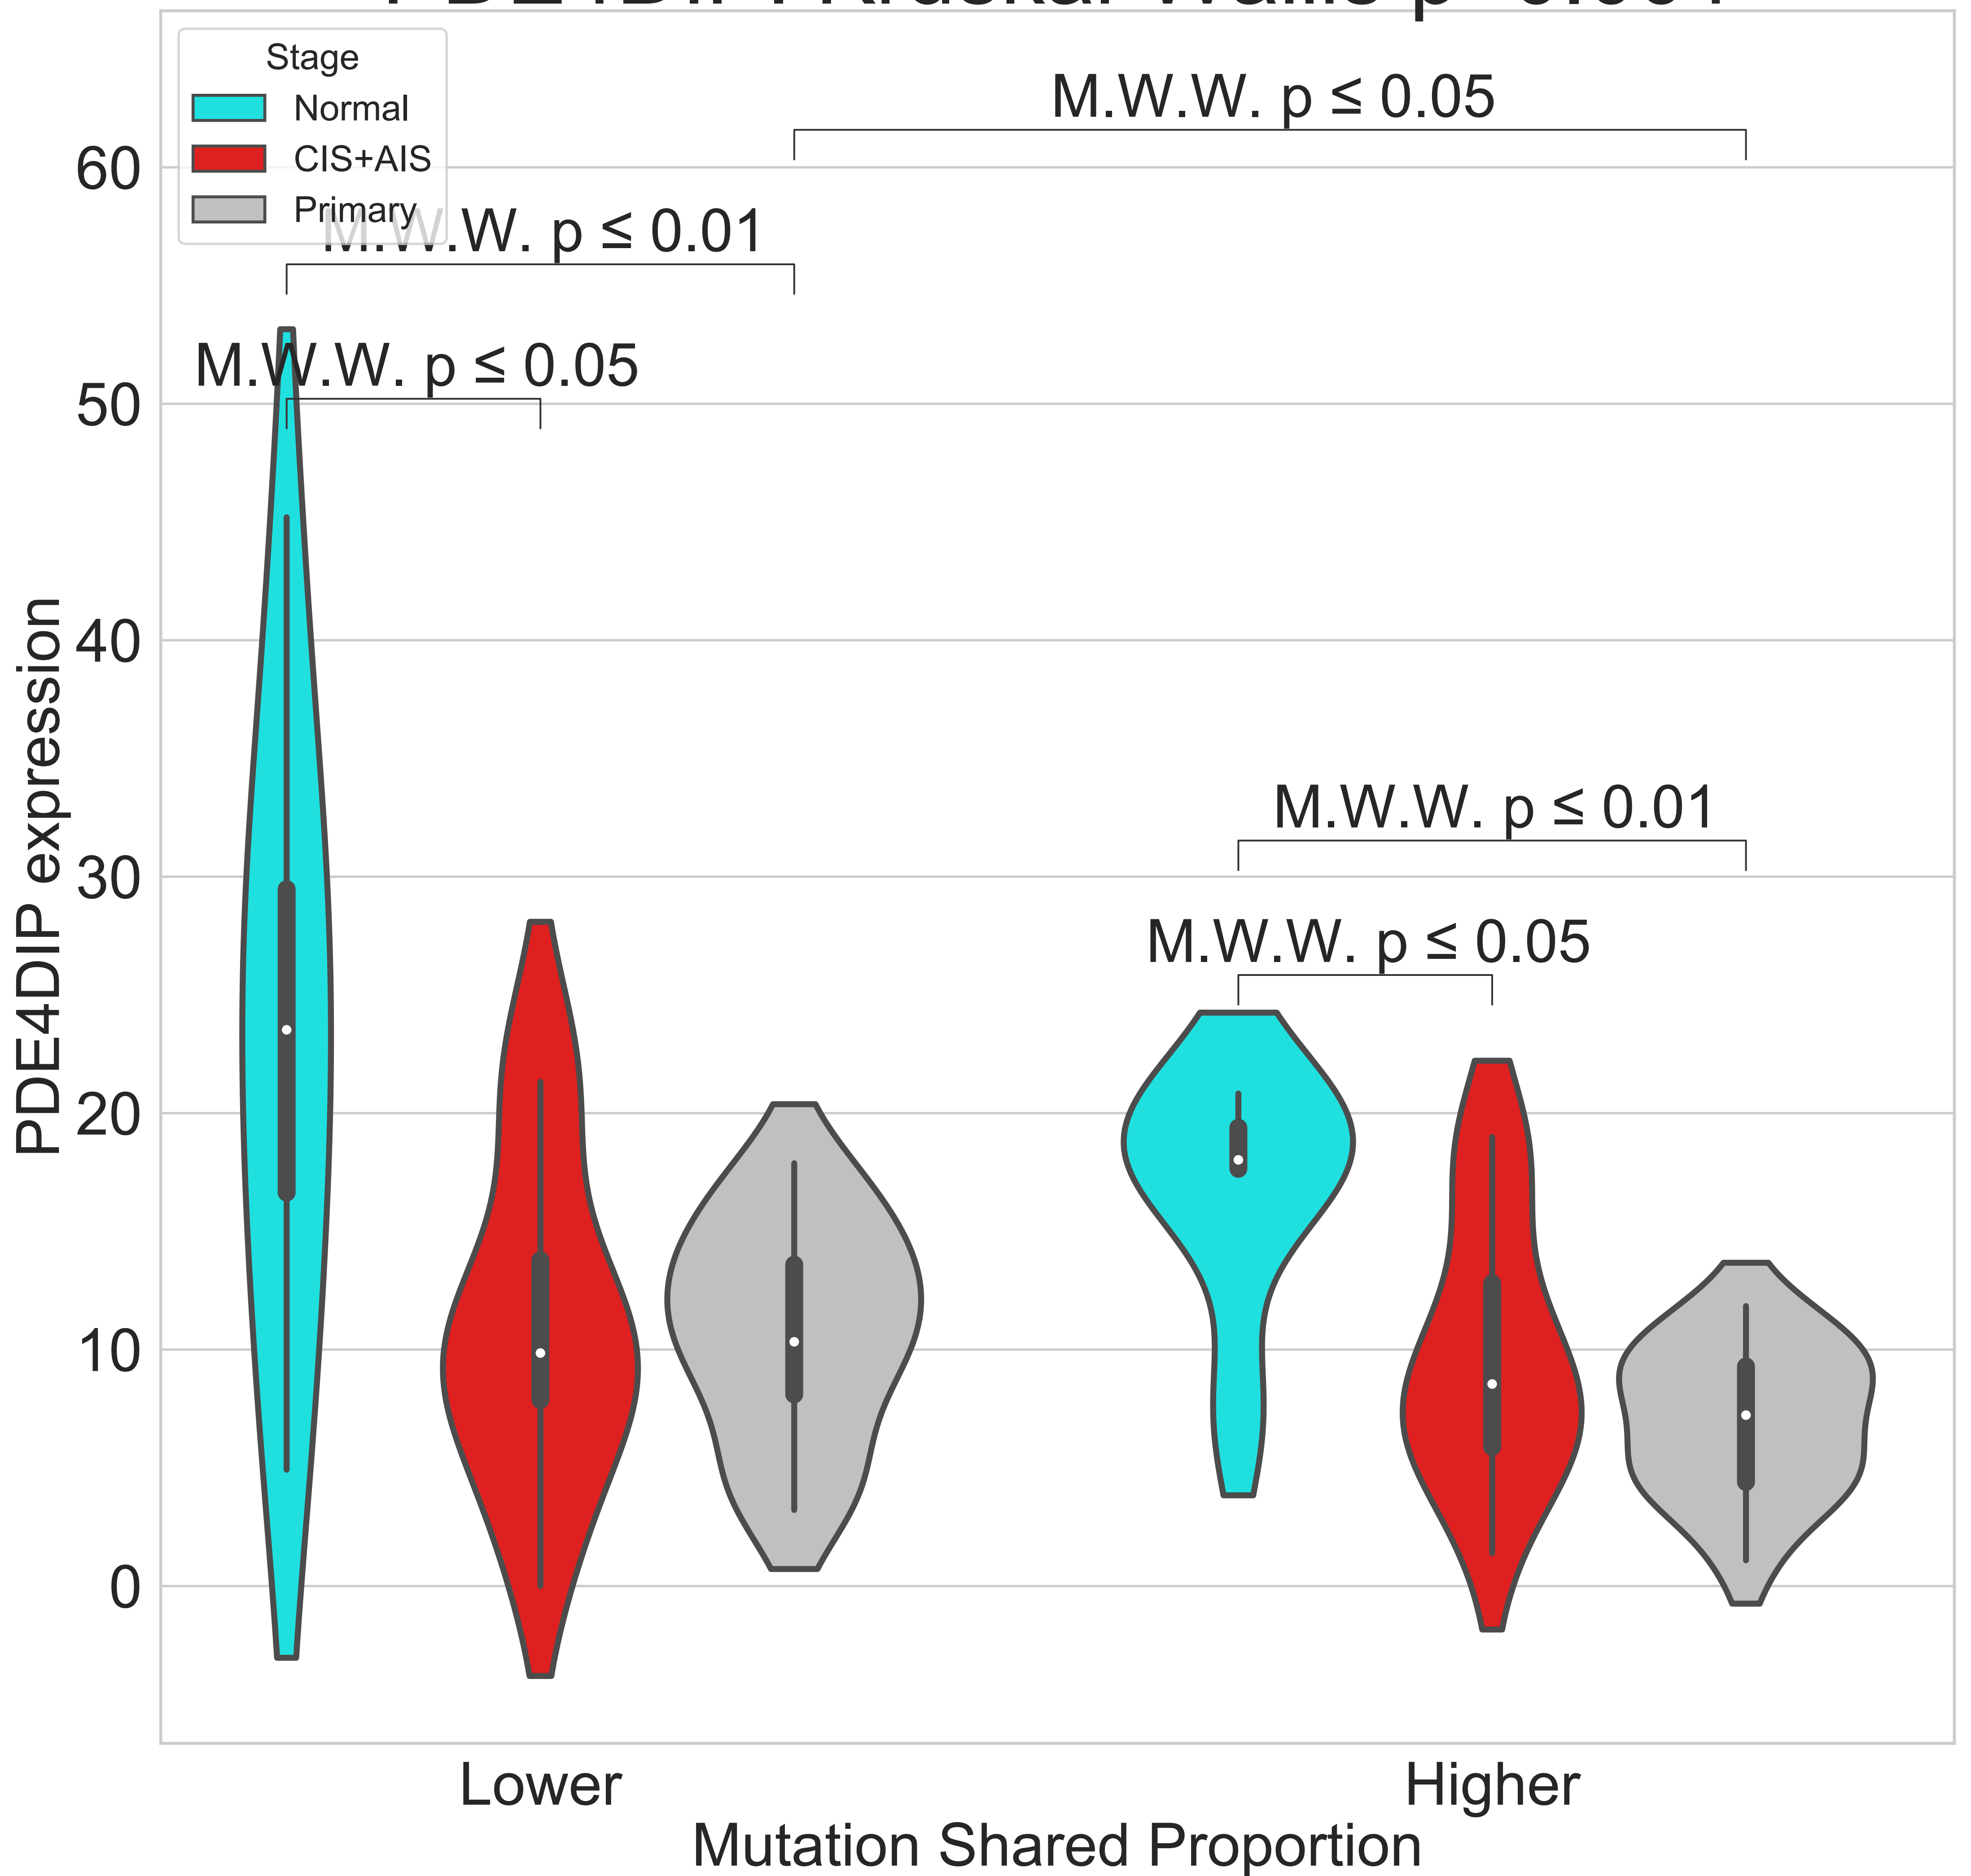 Stage
Normal
CIS+AIS
Primary
M.W.W. p ≤ 0.05
M.W.W. p ≤ 0.01
M.W.W. p ≤ 0.05
M.W.W. p ≤ 0.01
M.W.W. p ≤ 0.05
60
50
40
30
20
10
0
PDE4DIP expression
Lower
Higher
Mutation Shared Proportion